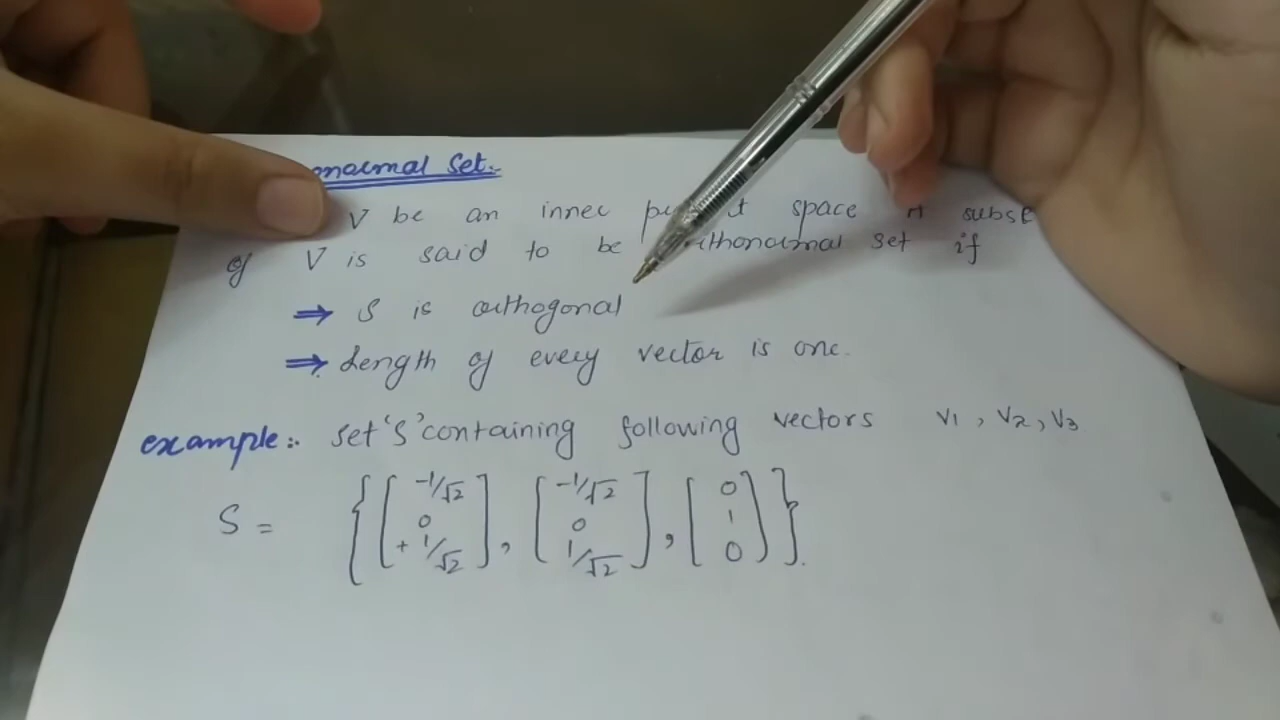 Set:-
V be an inner space A
of V is said to be set if
⇒ S is orthogonal
⇒ Length of every vector is one.
example:- set 'S' containing following vectors V1, V2, V3
S = {[-1/√2 0 +1/√2], [-1/√2 0 1/√2], [0 1 0]}.